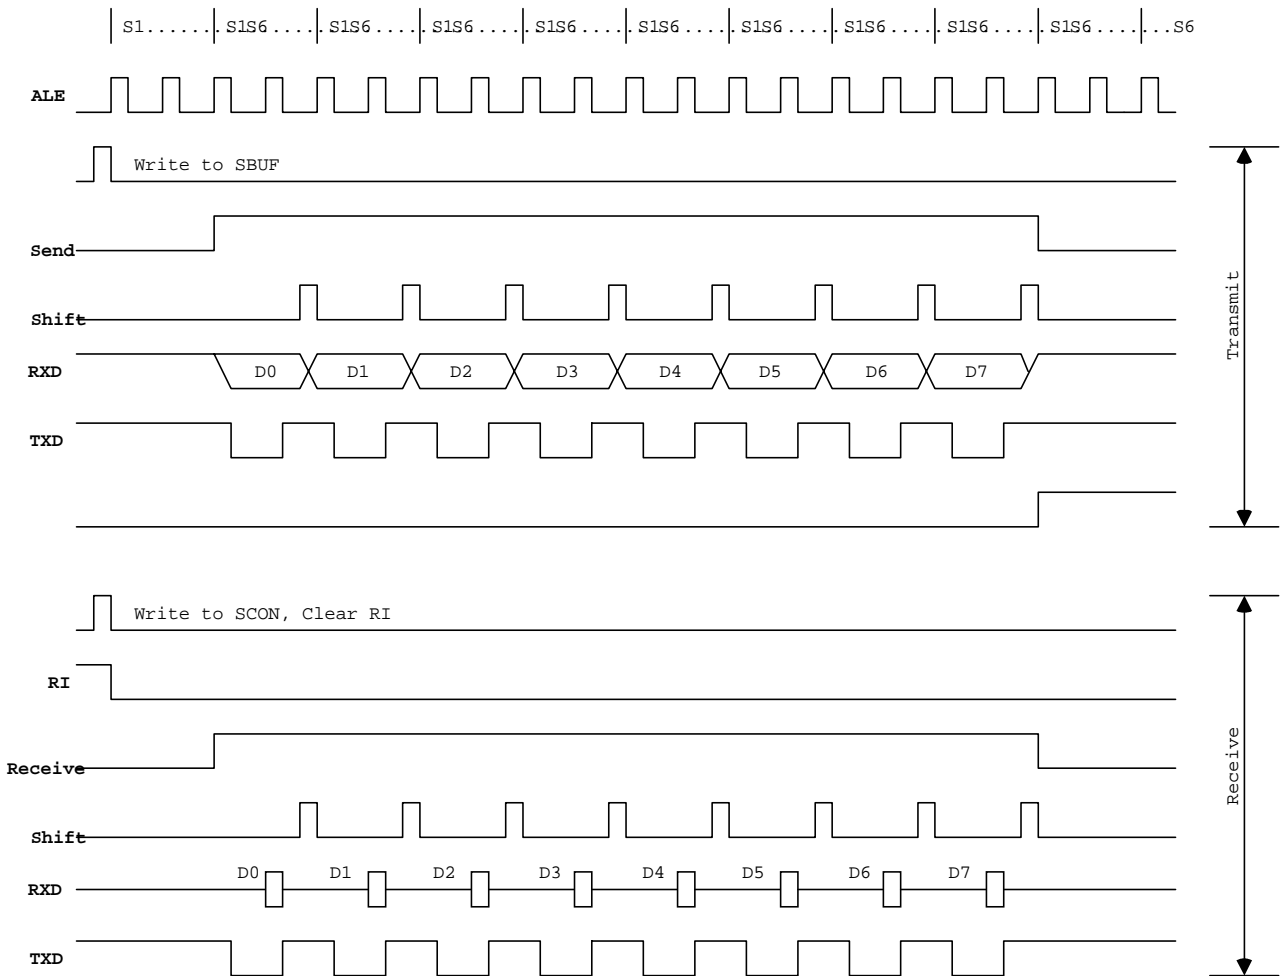 S1........S1S6........S1S6........S1S6........S1S6........S1S6........S1S6........S1S6........S1S6........S1S6........S6
ALE
Write to SBUF
Send
Shift
RXD D0 D1 D2 D3 D4 D5 D6 D7
TXD
Transmit
Write to SCON, Clear RI
RI
Receive
Shift
RXD D0 D1 D2 D3 D4 D5 D6 D7
TXD
Receive